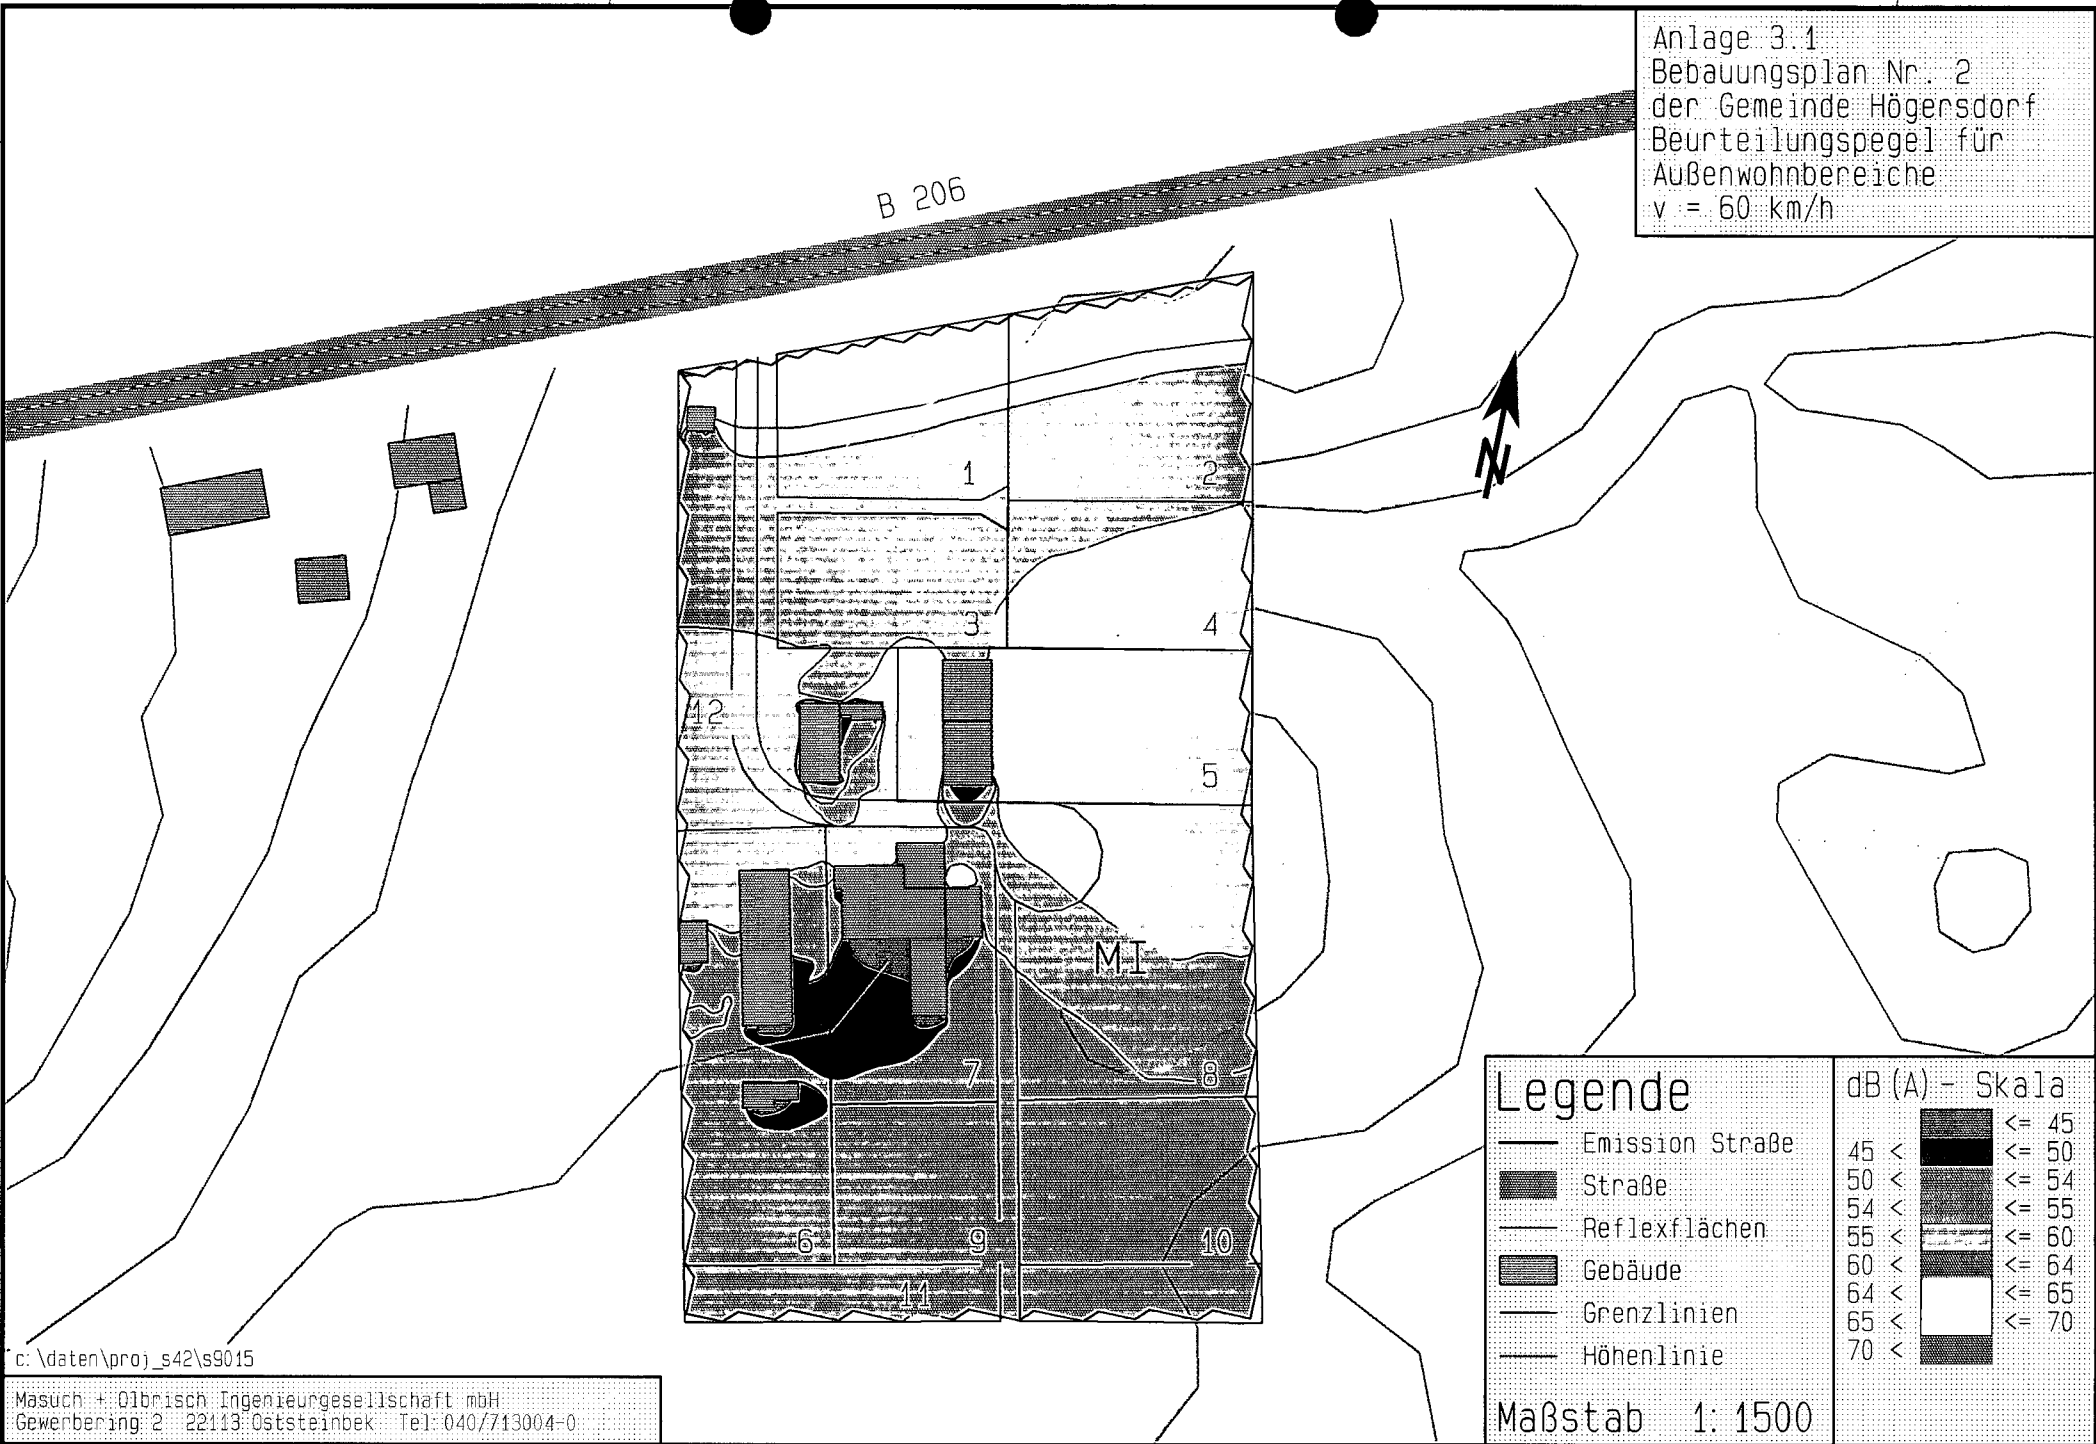 Anlage 3.1
Bebauungsplan Nr. 2
der Gemeinde Högersdorf
Beurteilungspegel für
Außenwohnbereiche
v = 60 km/h
B 206
N
1
2
3
4
12
5
MI
7
8
6
9
10
11
Legende
Emission Straße
Straße
Reflexflächen
Gebäude
Grenzlinien
Höhenlinie
Maßstab 1: 1500
dB (A) - Skala
<= 45
45 < <= 50
50 < <= 54
54 < <= 55
55 < <= 60
60 < <= 64
64 < <= 65
65 < <= 70
70 <
c:\daten\proj_s42\s9015
Masuch + Olbrisch Ingenieurgesellschaft mbH
Gewerbering 2 22113 Oststeinbek Tel:040/713004-0